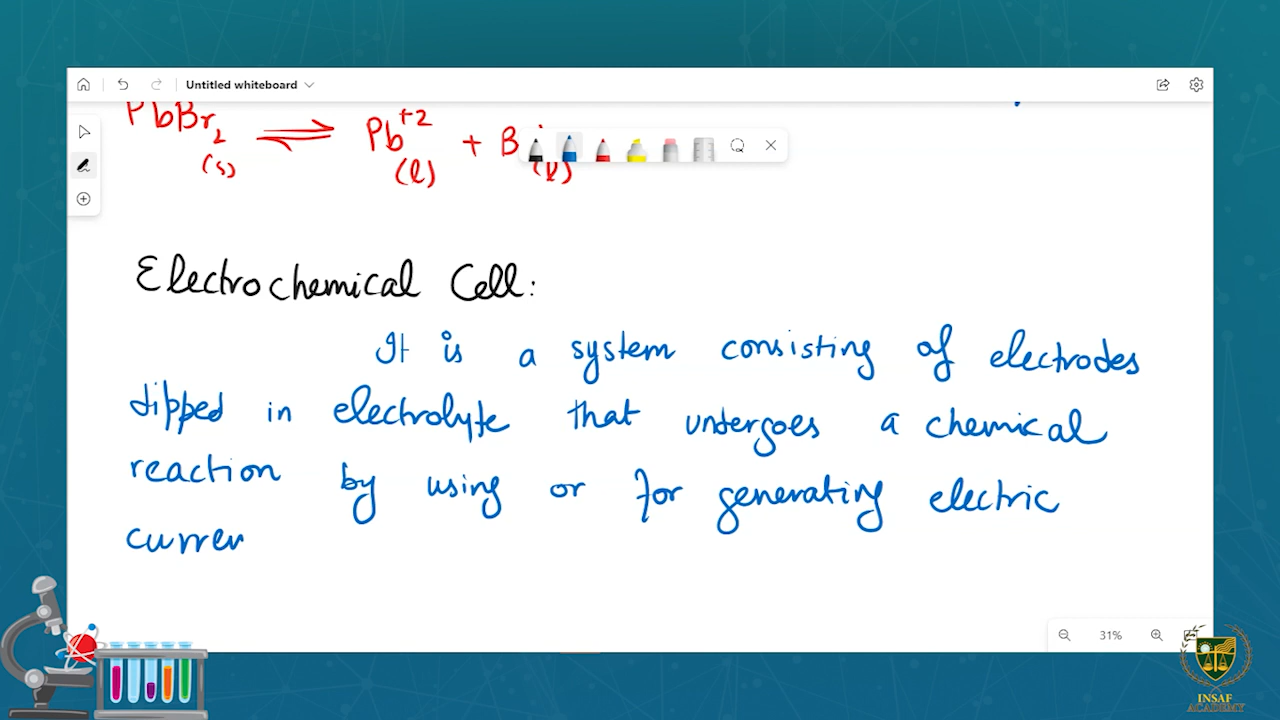 Untitled whiteboard
PbBr2 (s) ⇌ Pb+2 (l) + B
Electrochemical Cell:
It is a system consisting of electrodes
dipped in electrolyte that undergoes a chemical
reaction by using or for generating electric
curren
31%
INSAF
ACADEMY